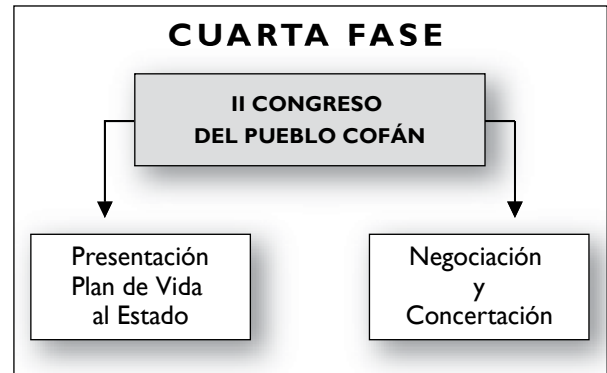 CUARTA FASE
II CONGRESO
DEL PUEBLO COFÁN
Presentación
Plan de Vida
al Estado
Negociación
y
Concertación